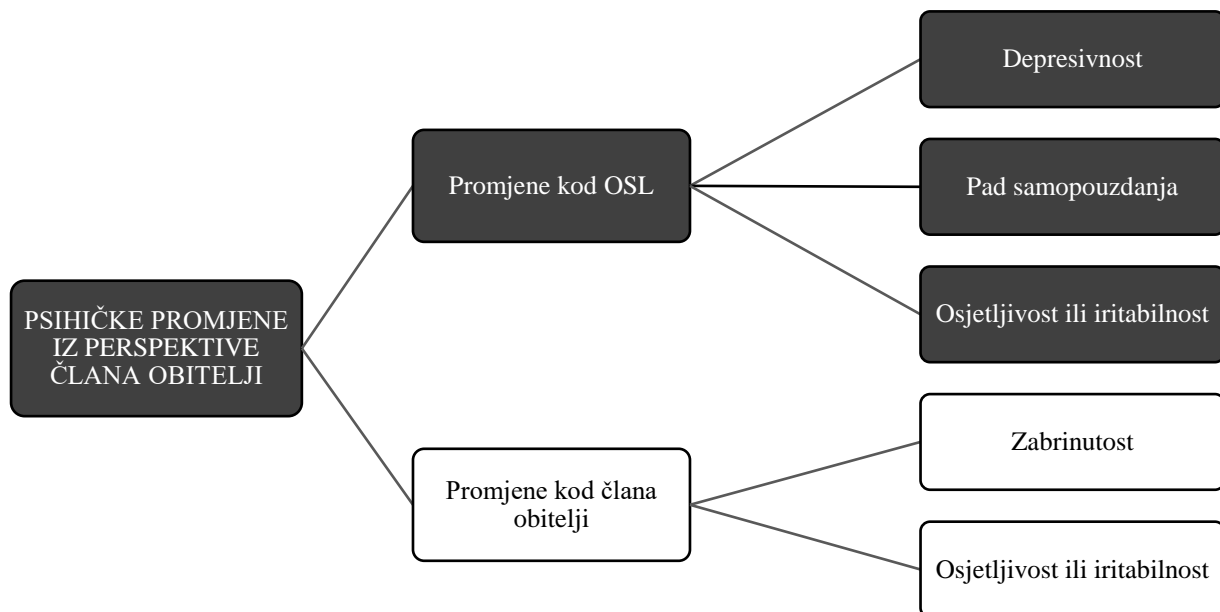 PSIHIČKE PROMJENE
IZ PERSPEKTIVE
ČLANA OBITELJI
Promjene kod OSL
Depresivnost
Pad samopouzdanja
Osjetljivost ili iritabilnost
Promjene kod člana
obitelji
Zabrinutost
Osjetljivost ili iritabilnost